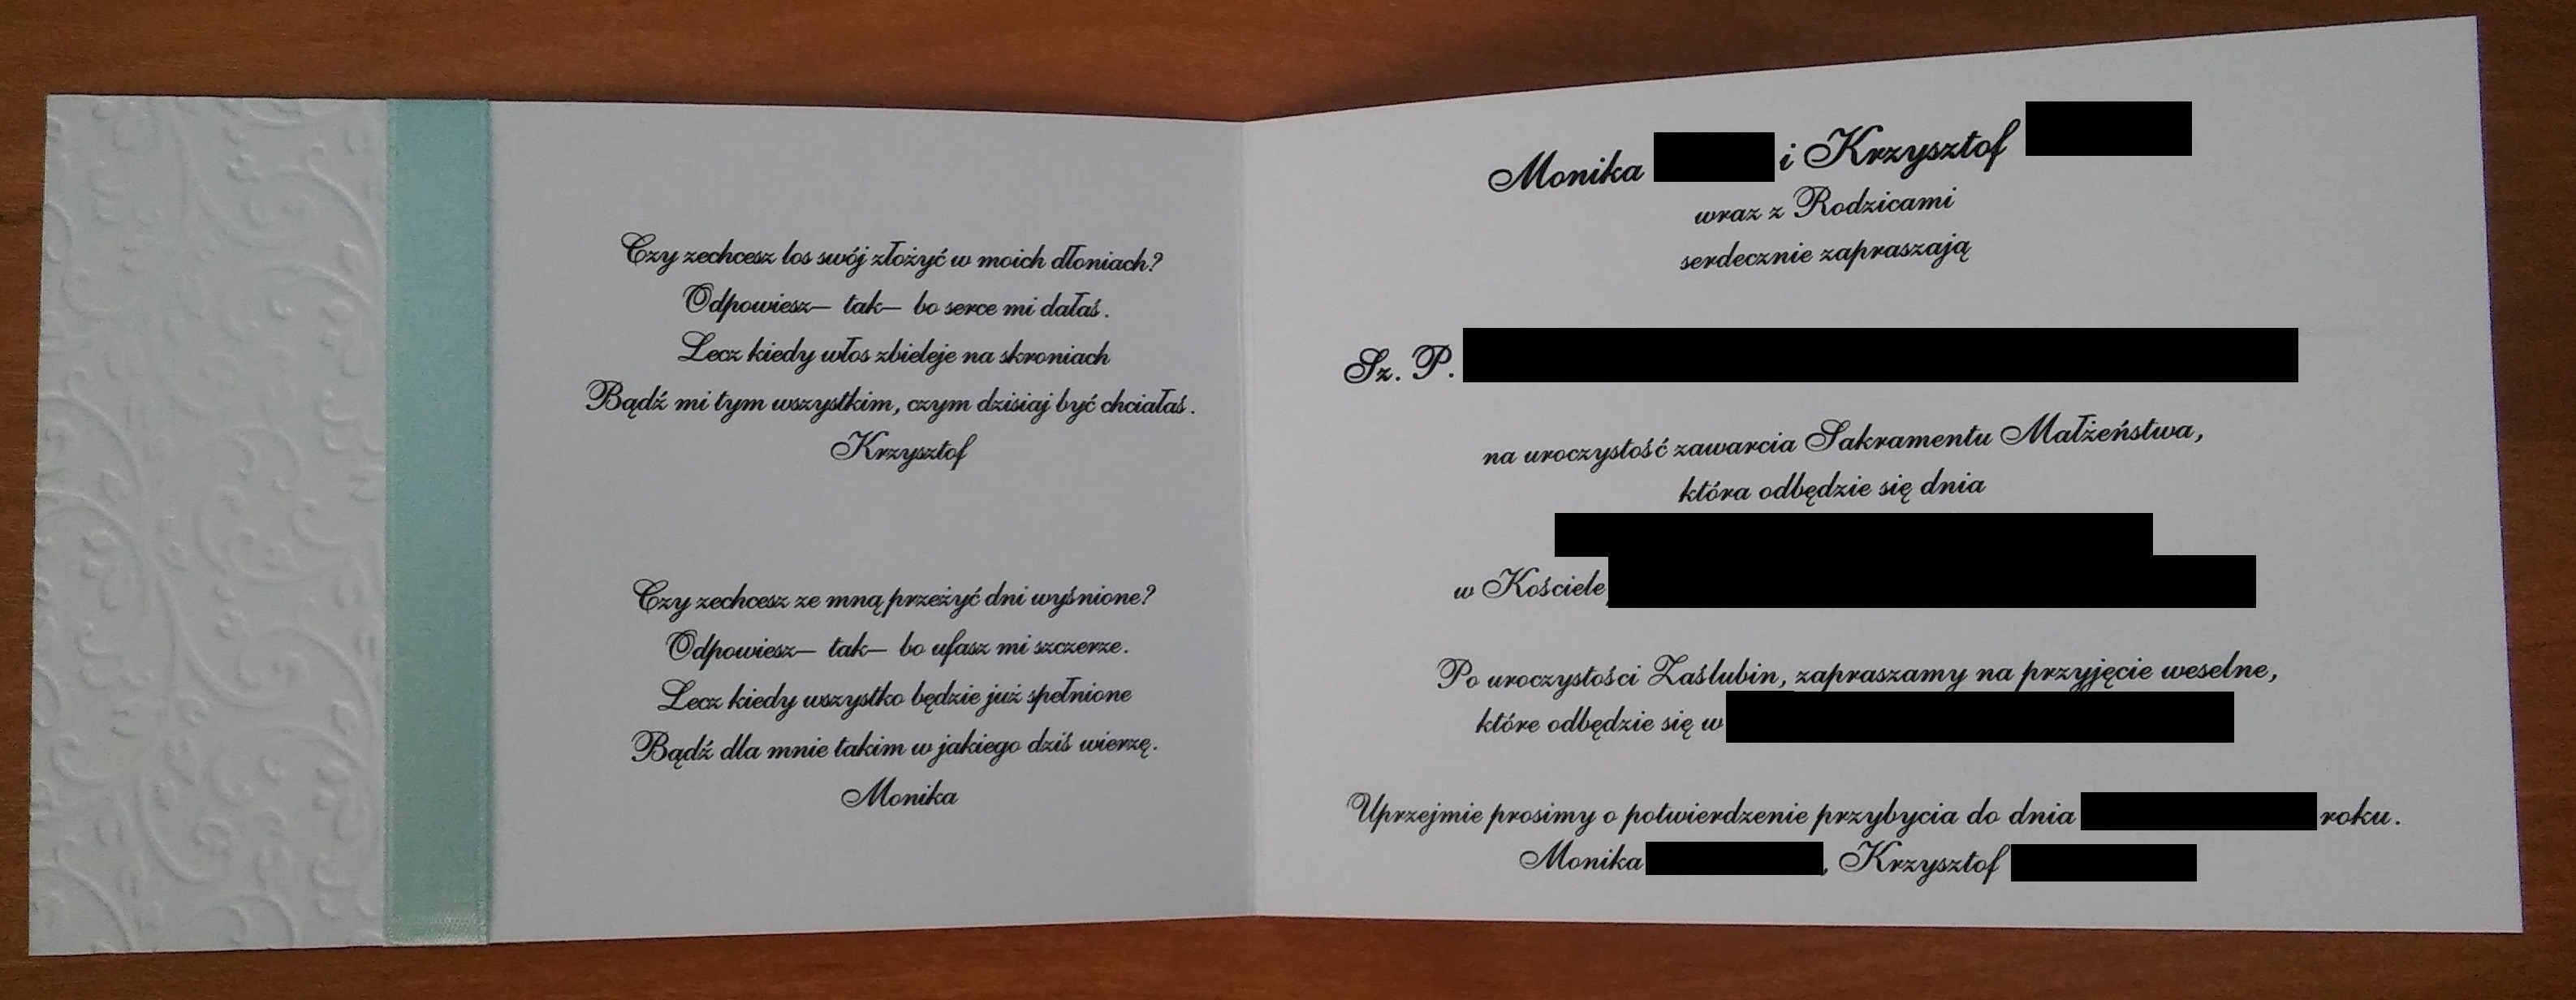 Czy zechcesz los swój złożyć w moich dłoniach?
Odpowiesz– tak– bo serce mi dałaś.
Lecz kiedy włos zbieleje na skroniach
Bądź mi tym wszystkim, czym dzisiaj być chciałaś.
Krzysztof
Czy zechcesz ze mną przeżyć dni wyśnione?
Odpowiesz– tak– bo ufasz mi szczerze.
Lecz kiedy wszystko będzie już spełnione
Bądź dla mnie takim w jakiego dziś wierzę.
Monika
Monika i Krzysztof
wraz z Rodzicami
serdecznie zapraszają
Sz. P.
na uroczystość zawarcia Sakramentu Małżeństwa,
która odbędzie się dnia
w Kościele
Po uroczystości Zaślubin, zapraszamy na przyjęcie weselne,
które odbędzie się w
Uprzejmie prosimy o potwierdzenie przybycia do dnia roku.
Monika , Krzysztof